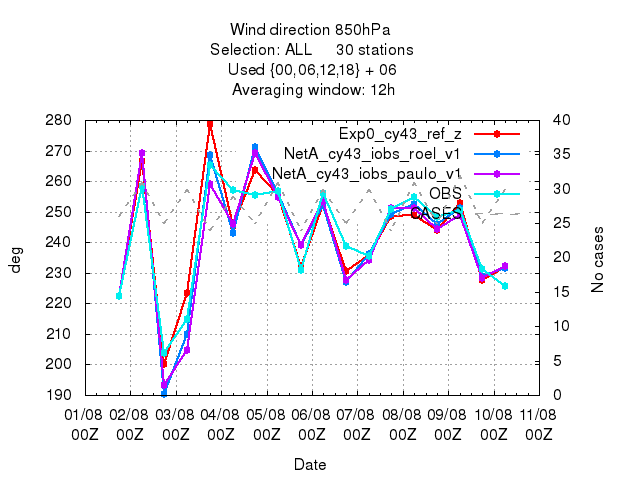 Wind direction 850hPa
Selection: ALL 30 stations
Used {00,06,12,18} + 06
Averaging window: 12h
280 40
270 35
260 30
250 25
240 20
230 15
220 10
210 5
200 0
190
Exp0_cy43_ref_z
NetA_cy43_iobs_roel_v1
NetA_cy43_iobs_paulo_v1
OBS
CASES
deg
No cases
01/08 02/08 03/08 04/08 05/08 06/08 07/08 08/08 09/08 10/08 11/08
00Z 00Z 00Z 00Z 00Z 00Z 00Z 00Z 00Z 00Z 00Z
Date